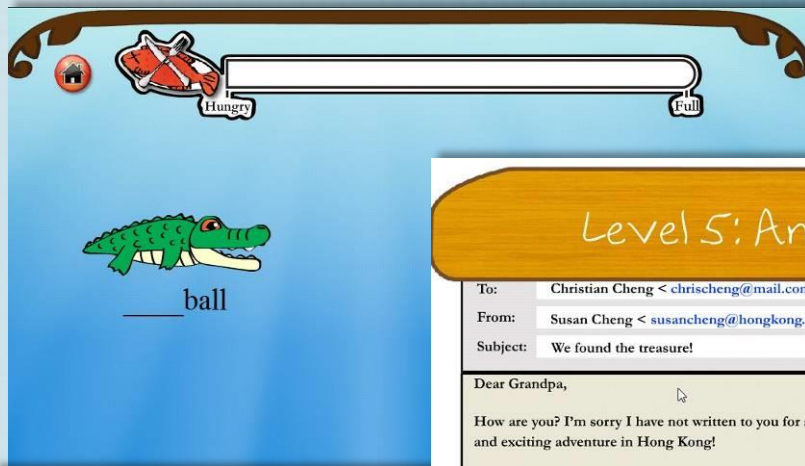 Hungry
Full
____ball
Level 5: An
To: Christian Cheng < chrischeng@mail.com
From: Susan Cheng < susancheng@hongkong.
Subject: We found the treasure!
Dear Grandpa,
How are you? I'm sorry I have not written to you for
and exciting adventure in Hong Kong!